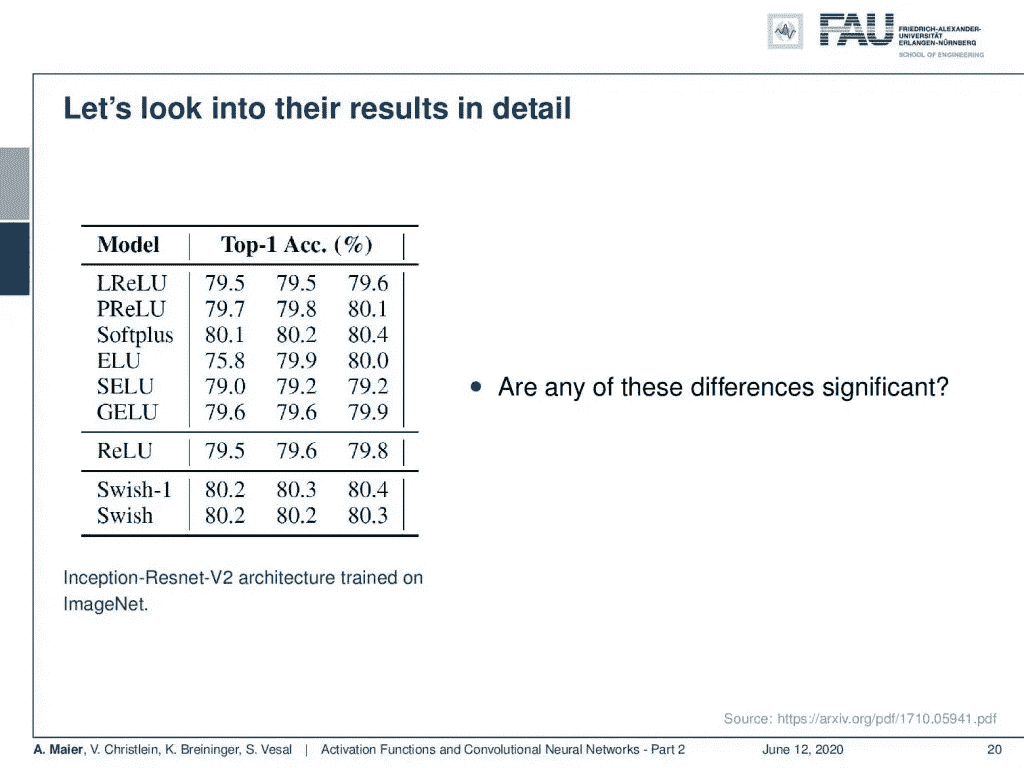 FAU
FRIEDRICH-ALEXANDER-
UNIVERSITÄT
ERLANGEN-NÜRNBERG
SCHOOL OF ENGINEERING
Let's look into their results in detail
Model Top-1 Acc. (%)
LReLU 79.5 79.5 79.6
PReLU 79.7 79.8 80.1
Softplus 80.1 80.2 80.4
ELU 75.8 79.9 80.0
SELU 79.0 79.2 79.2
GELU 79.6 79.6 79.9
ReLU 79.5 79.6 79.8
Swish-1 80.2 80.3 80.4
Swish 80.2 80.2 80.3
Inception-Resnet-V2 architecture trained on
ImageNet.
• Are any of these differences significant?
Source: https://arxiv.org/pdf/1710.05941.pdf
A. Maier, V. Christlein, K. Breininger, S. Vesal | Activation Functions and Convolutional Neural Networks - Part 2 June 12, 2020 20